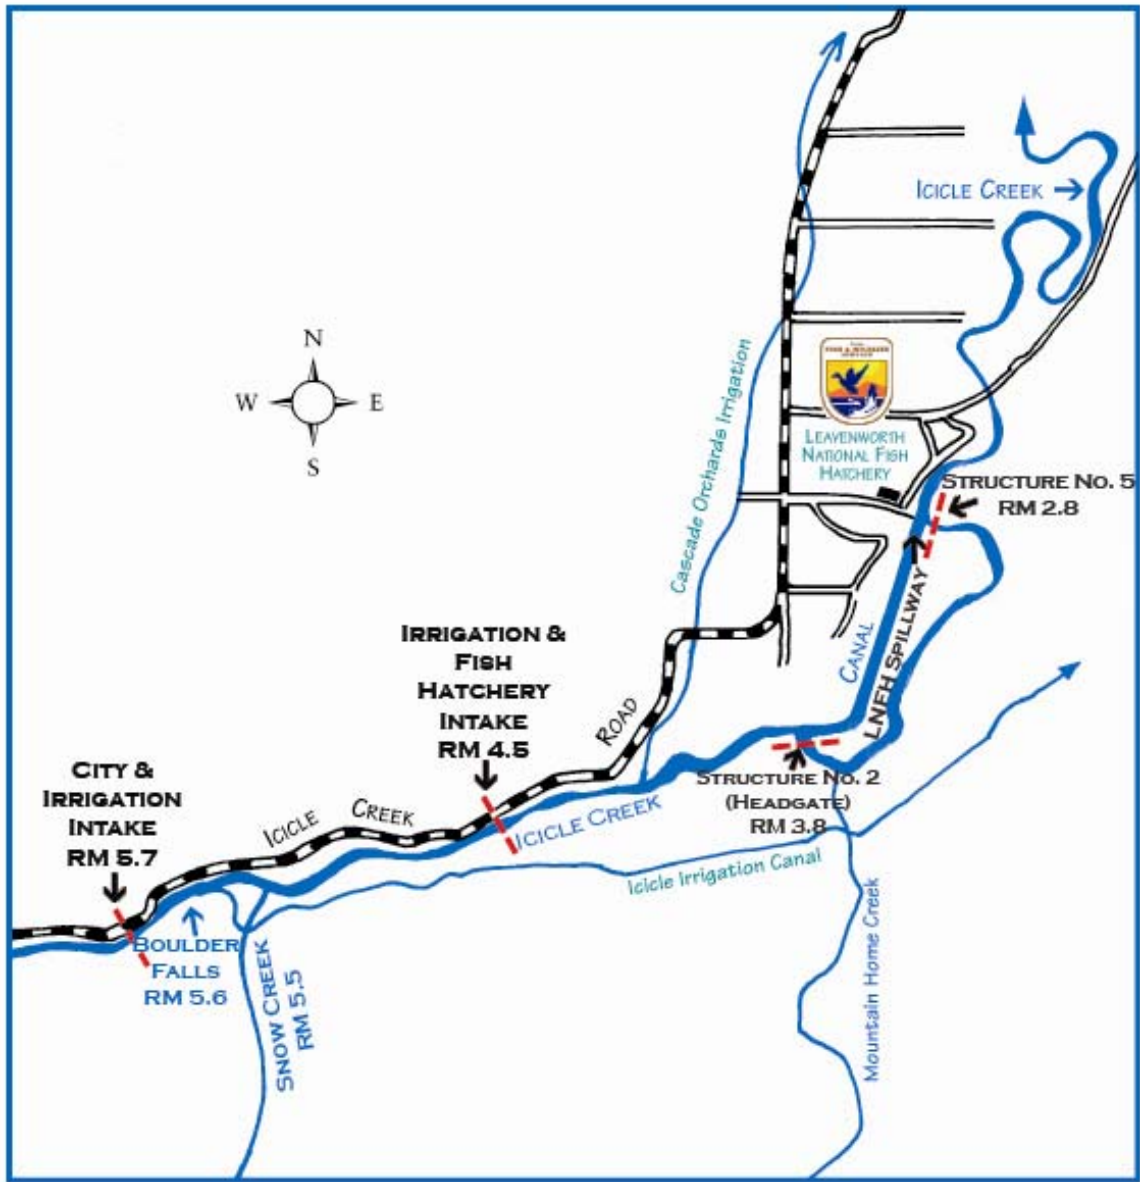 N
W
E
S
ICICLE CREEK
Cascade Orchards Irrigation
FISH & WILDLIFE
SERVICE
LEAVENWORTH
NATIONAL FISH
HATCHERY
STRUCTURE NO. 5
RM 2.8
CANAL
LNFH SPILLWAY
IRRIGATION &
FISH
HATCHERY
INTAKE
RM 4.5
ROAD
STRUCTURE NO. 2
(HEADGATE)
RM 3.8
CITY &
IRRIGATION
INTAKE
RM 5.7
ICICLE CREEK
ICICLE CREEK
Icicle Irrigation Canal
BOULDER
FALLS
RM 5.6
SNOW CREEK
RM 5.5
Mountain Home Creek